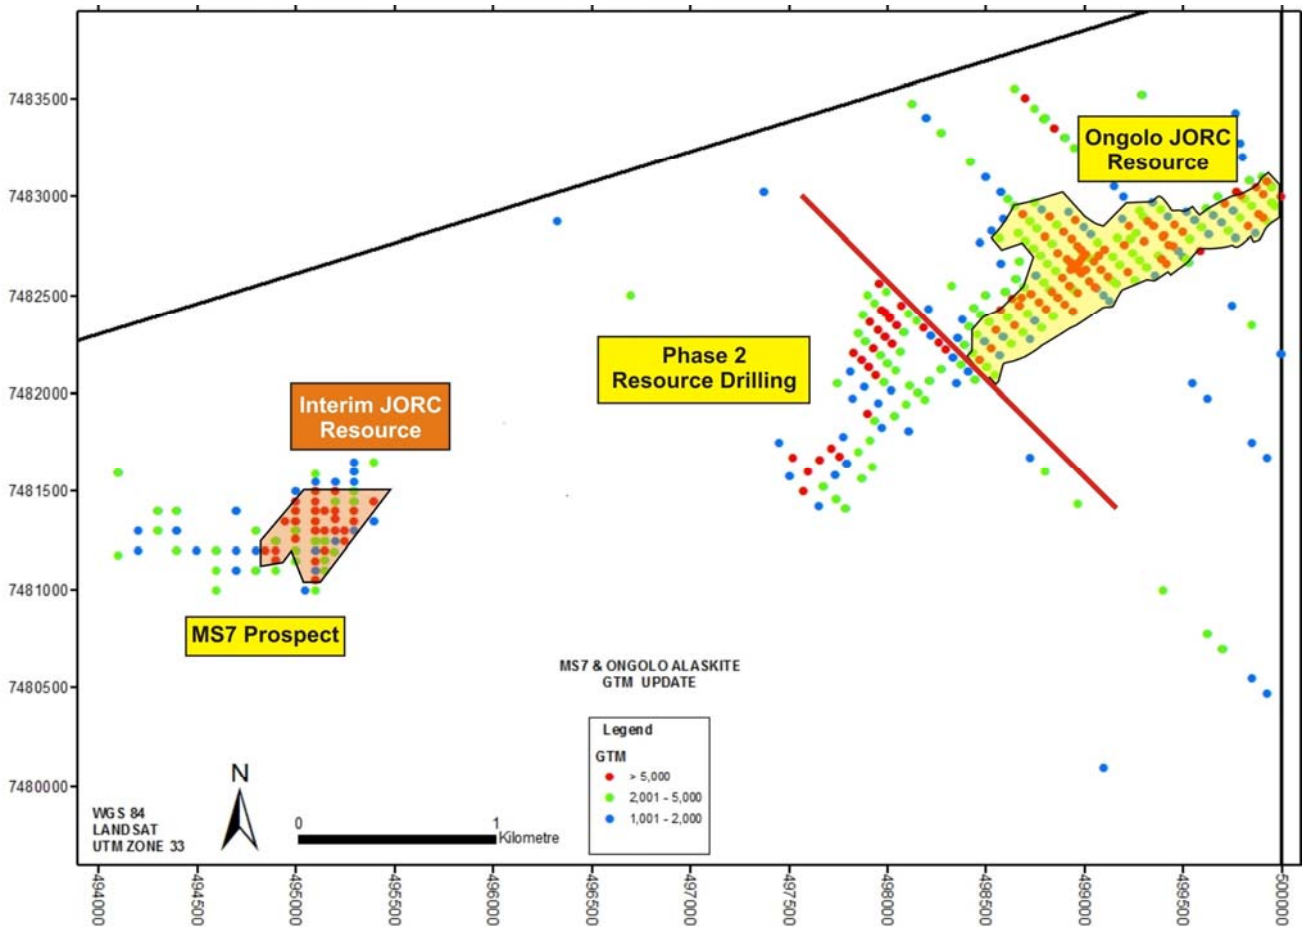 7483500
7483000
7482500
7482000
7481500
7481000
7480500
7480000
Ongolo JORC
Resource
Phase 2
Resource Drilling
Interim JORC
Resource
MS7 Prospect
MS7 & ONGOLO ALASKITE
GTM UPDATE
Legend
GTM
> 5,000
2,001 - 5,000
1,001 - 2,000
N
0 1
Kilometre
WGS 84
LANDSAT
UTM ZONE 33
494000
494500
495000
495500
496000
496500
497000
497500
498000
498500
499000
499500
500000